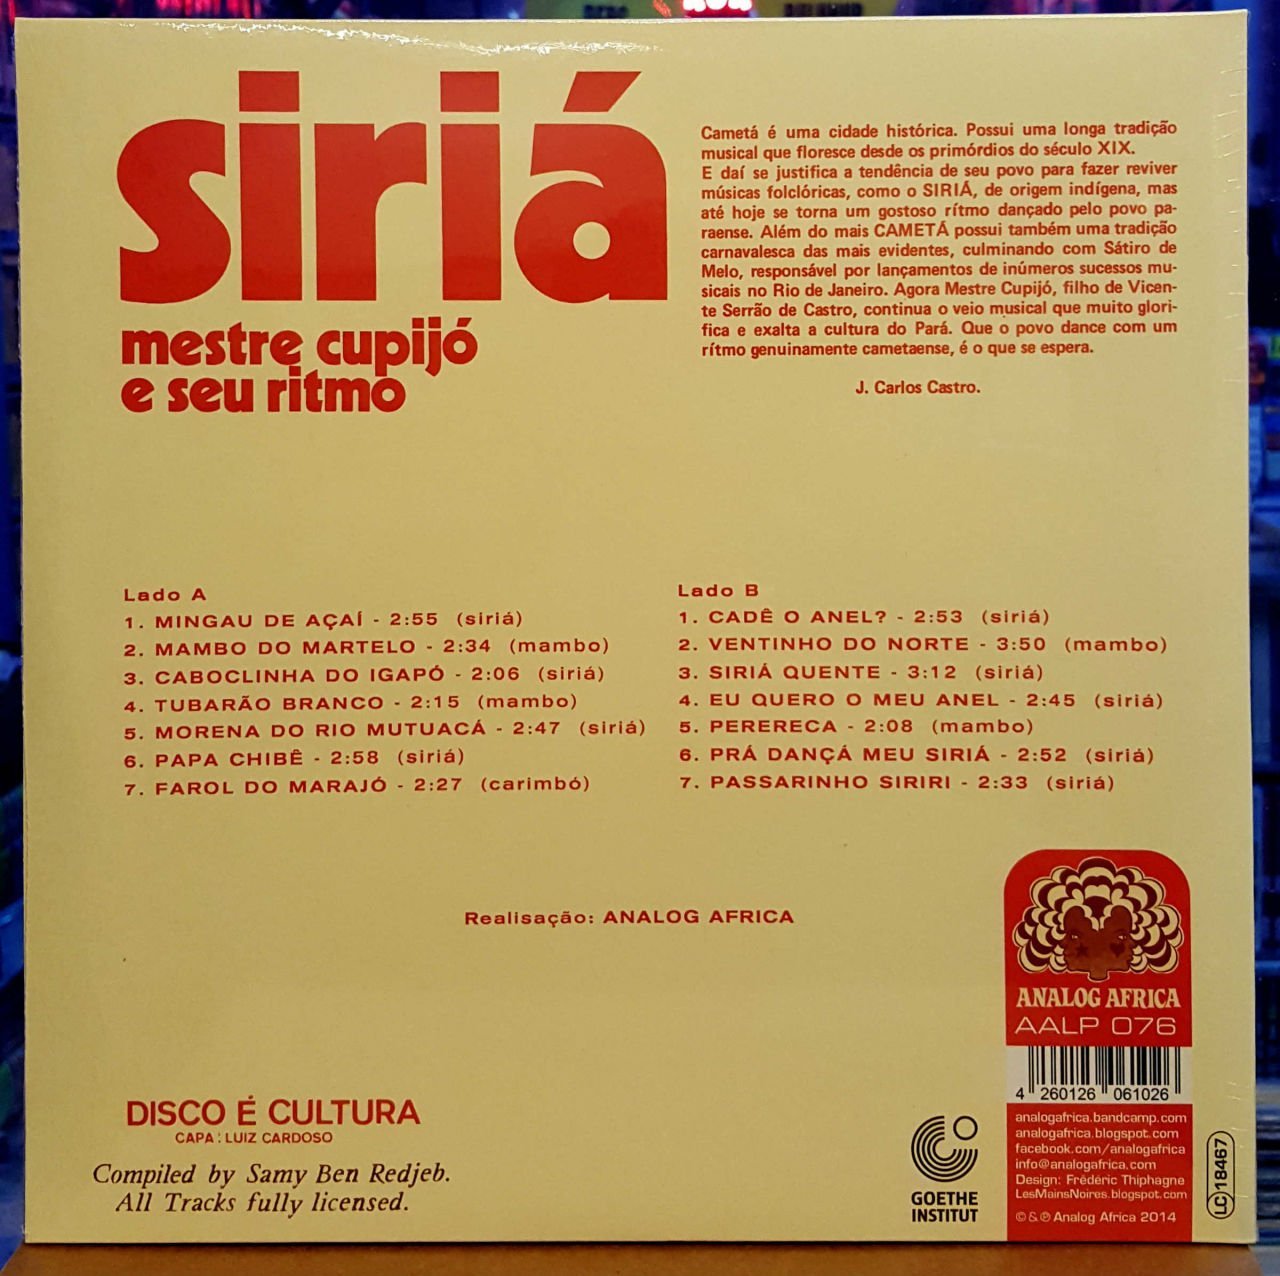 siriá
mestre cupijó
e seu ritmo
Cametá é uma cidade histórica. Possui uma longa tradição
musical que floresce desde os primórdios do século XIX.
E daí se justifica a tendência de seu povo para fazer reviver
músicas folclóricas, como o SIRIÁ, de origem indígena, mas
até hoje se torna um gostoso rítmo dançado pelo povo pa-
raense. Além do mais CAMETÁ possui também uma tradição
carnavalesca das mais evidentes, culminando com Sátiro de
Melo, responsável por lançamentos de inúmeros sucessos mu-
sicais no Rio de Janeiro. Agora Mestre Cupijó, filho de Vicen-
te Serrão de Castro, continua o veio musical que muito glori-
fica e exalta a cultura do Pará. Que o povo dance com um
rítmo genuinamente cametaense, é o que se espera.
J. Carlos Castro.
Lado A
1. MINGAU DE AÇAÍ - 2:55 (siriá)
2. MAMBO DO MARTELO - 2:34 (mambo)
3. CABOCLINHA DO IGAPÓ - 2:06 (siriá)
4. TUBARÃO BRANCO - 2:15 (mambo)
5. MORENA DO RIO MUTUACÁ - 2:47 (siriá)
6. PAPA CHIBÊ - 2:58 (siriá)
7. FAROL DO MARAJÓ - 2:27 (carimbó)
Lado B
1. CADÊ O ANEL? - 2:53 (siriá)
2. VENTINHO DO NORTE - 3:50 (mambo)
3. SIRIÁ QUENTE - 3:12 (siriá)
4. EU QUERO O MEU ANEL - 2:45 (siriá)
5. PERERECA - 2:08 (mambo)
6. PRÁ DANÇÁ MEU SIRIÁ - 2:52 (siriá)
7. PASSARINHO SIRIRI - 2:33 (siriá)
Realisação: ANALOG AFRICA
ANALOG AFRICA
AALP 076
4 260126 061026
analogafrica.bandcamp.com
analogafrica.blogspot.com
facebook.com/analogafrica
info@analogafrica.com
Design: Frédéric Thiphagne
LesMainsNoires.blogspot.com
©&℗ Analog Africa 2014
LC 18467
GOETHE
INSTITUT
DISCO É CULTURA
CAPA : LUIZ CARDOSO
Compiled by Samy Ben Redjeb.
All Tracks fully licensed.